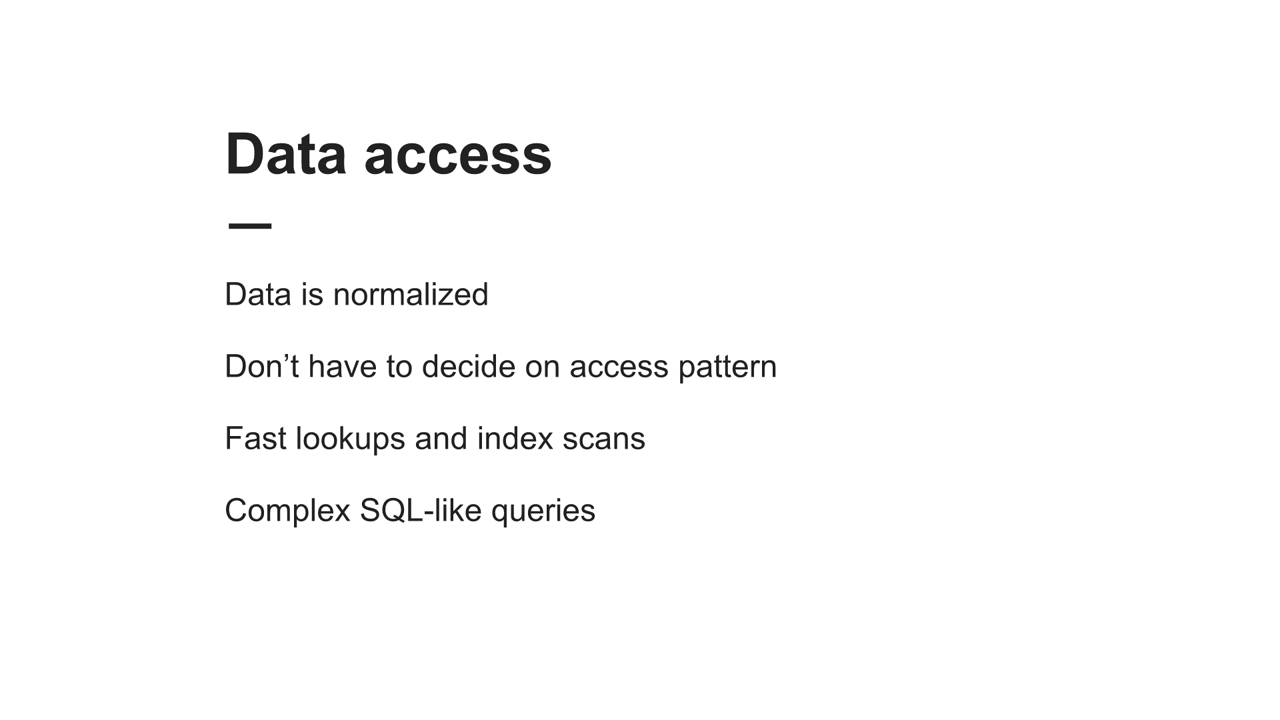 Data access
Data is normalized
Don’t have to decide on access pattern
Fast lookups and index scans
Complex SQL-like queries